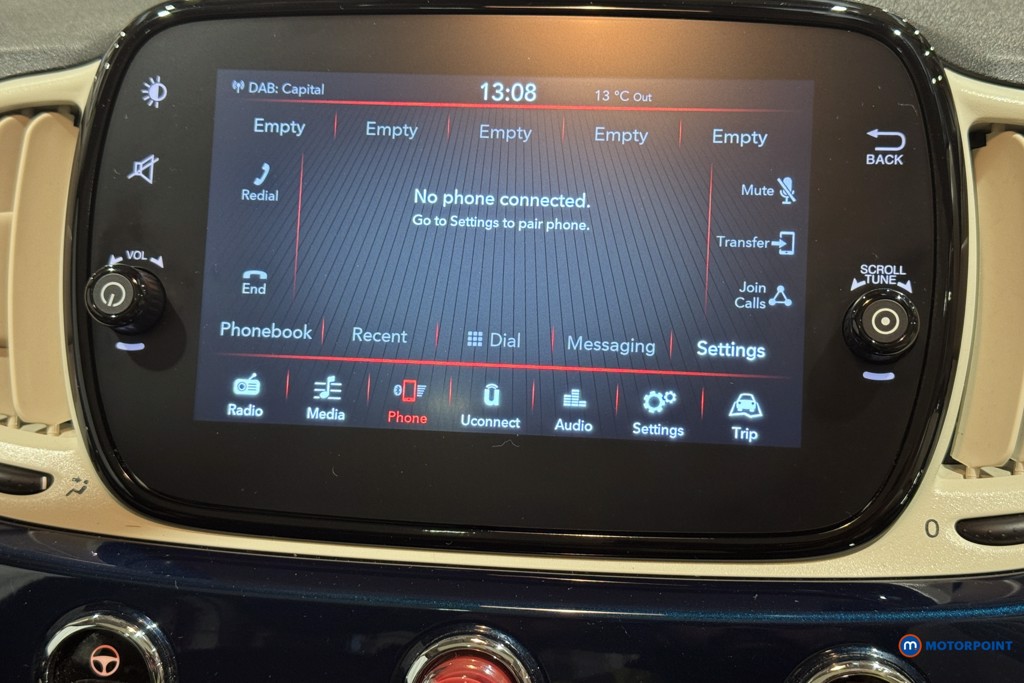 DAB: Capital 13:08 13 °C Out
Empty Empty Empty Empty Empty
BACK
Redial
Mute
No phone connected.
Go to Settings to pair phone.
Transfer
VOL
SCROLL
TUNE
End
Join
Calls
Phonebook Recent Dial Messaging Settings
Radio Media Phone Uconnect Audio Settings Trip
0
m MOTORPOINT